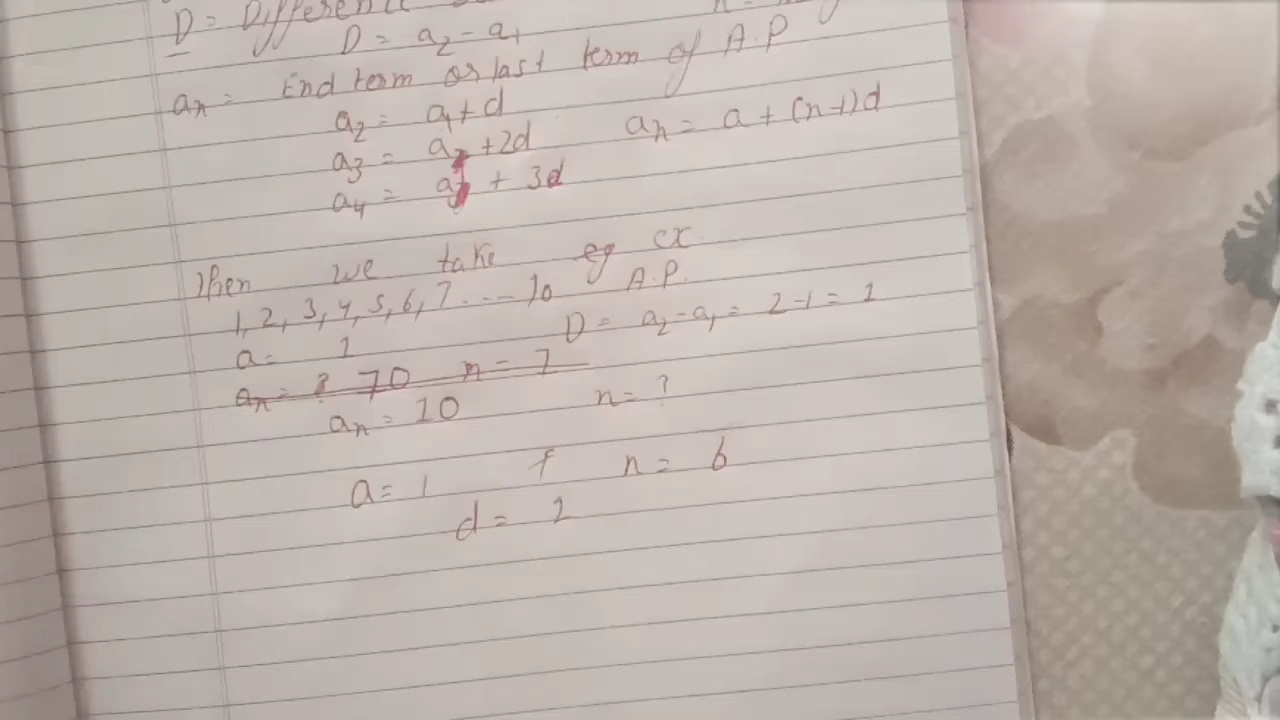 D = Difference
D = a₂ - a₁
aₙ = End term or last term of A.P
a₂ = a₁ + d
a₃ = a₁ + 2d aₙ = a + (n-1)d
a₄ = a₁ + 3d
Then we take eg ex
1, 2, 3, 4, 5, 6, 7 .... 10 A.P.
a = 1 D = a₂ - a₁ = 2-1 = 1
aₙ = ? 70 n = 7
aₙ = 10 n = ?
a = 1 f n = 6
d = 2